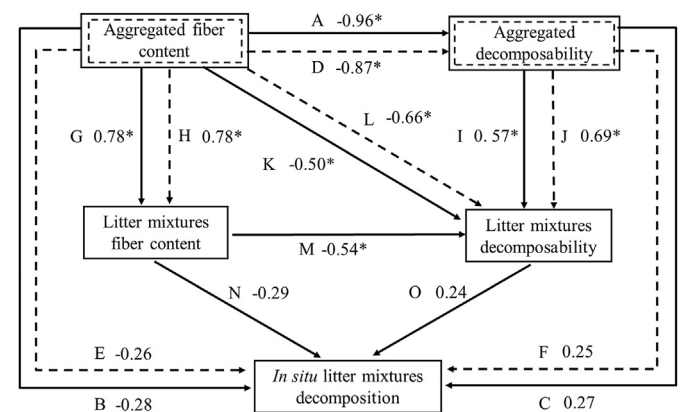 Aggregated fiber
content
A -0.96*
D -0.87*
Aggregated
decomposability
G 0.78*
H 0.78*
L -0.66*
K -0.50*
I 0. 57*
J 0.69*
Litter mixtures
fiber content
M -0.54*
Litter mixtures
decomposability
N -0.29
O 0.24
E -0.26
F 0.25
In situ litter mixtures
decomposition
B -0.28
C 0.27